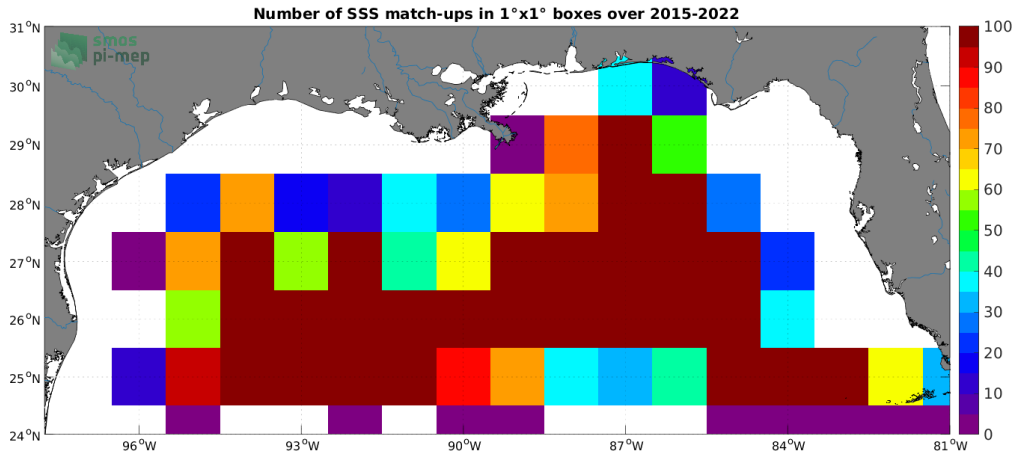 Number of SSS match-ups in 1°x1° boxes over 2015-2022
smos
pi-mep
31°N
30°N
29°N
28°N
27°N
26°N
25°N
24°N
96°W
93°W
90°W
87°W
84°W
81°W
100
90
80
70
60
50
40
30
20
10
0